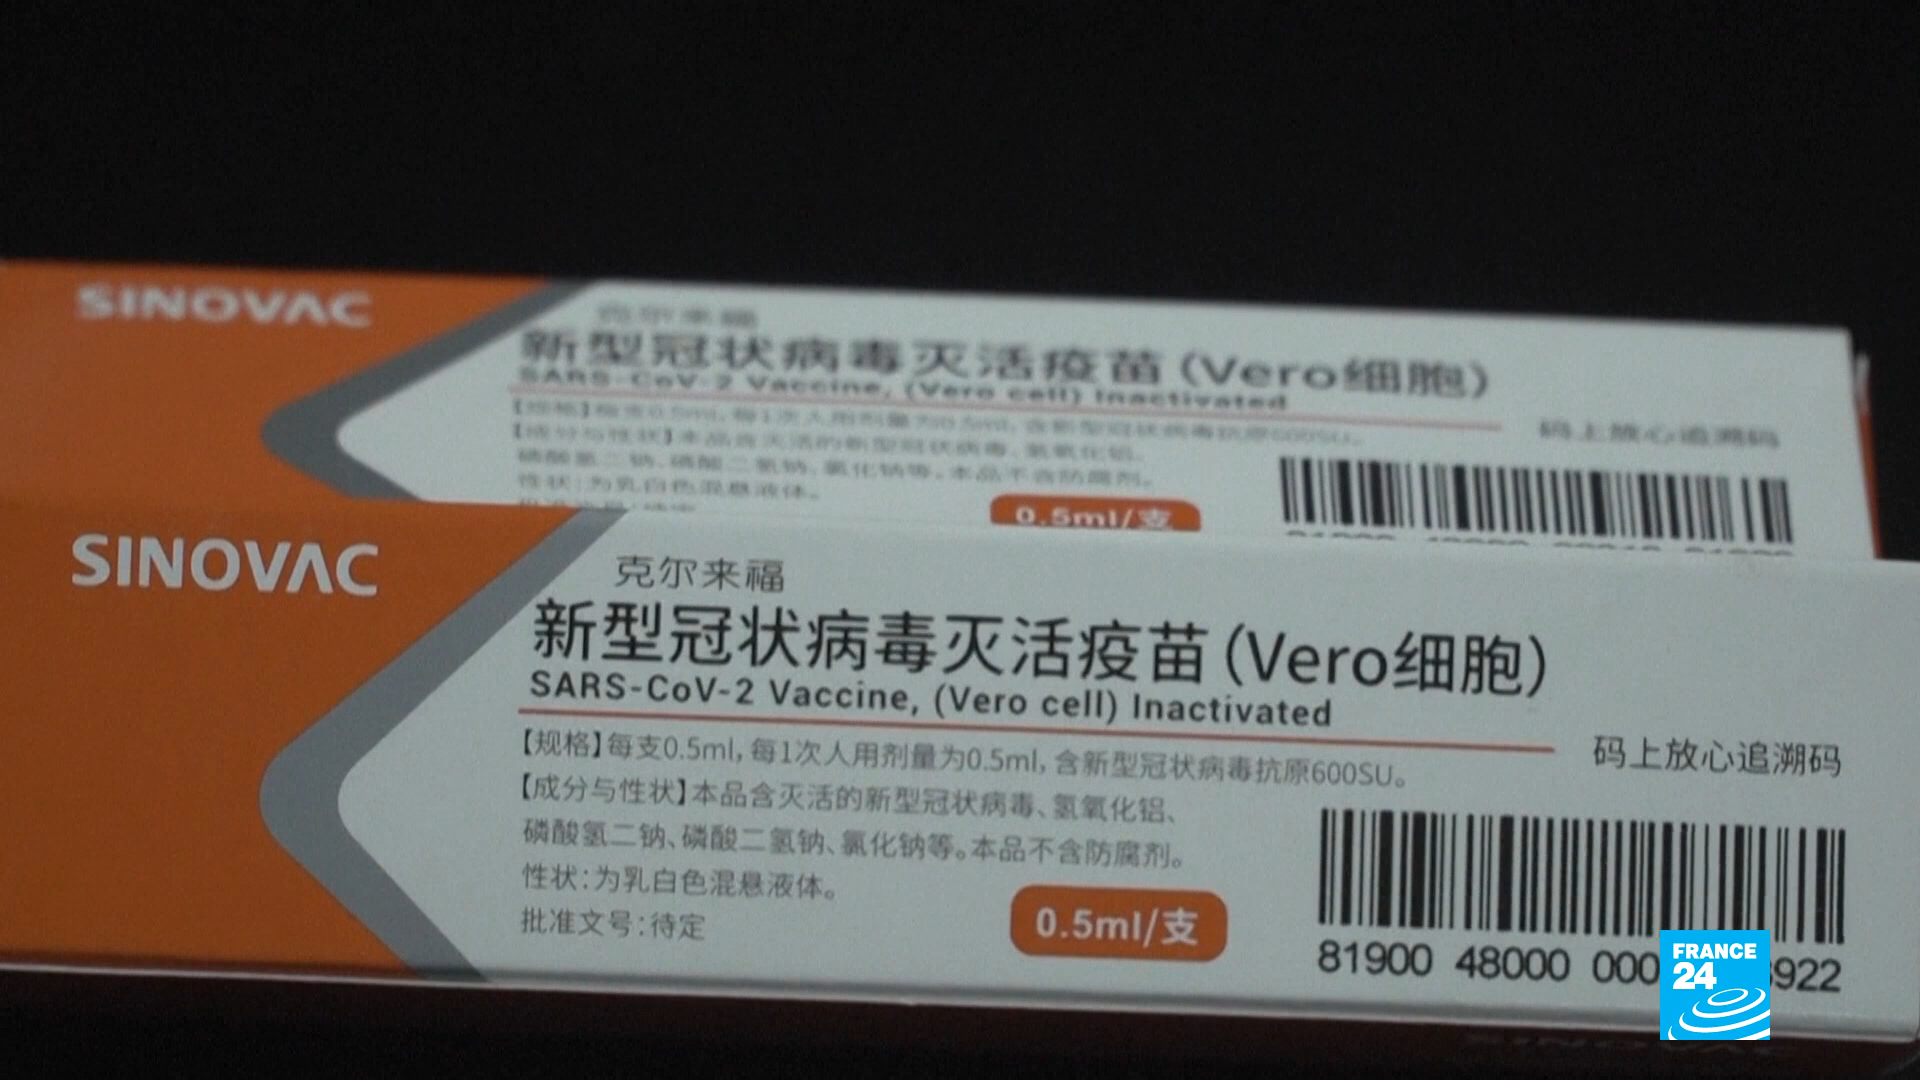 SINOVAC
克尔来福
新型冠状病毒灭活疫苗(Vero细胞)
SARS-CoV-2 Vaccine, (Vero cell) Inactivated
码上放心追溯码
0.5ml/支
SINOVAC
克尔来福
新型冠状病毒灭活疫苗(Vero细胞)
SARS-CoV-2 Vaccine, (Vero cell) Inactivated
【规格】每支0.5ml,每1次人用剂量为0.5ml,含新型冠状病毒抗原600SU。
【成分与性状】本品含灭活的新型冠状病毒、氢氧化铝、
磷酸氢二钠、磷酸二氢钠、氯化钠等。本品不含防腐剂。
性状:为乳白色混悬液体。
批准文号:待定
0.5ml/支
码上放心追溯码
81900 48000 000 3922
FRANCE
24